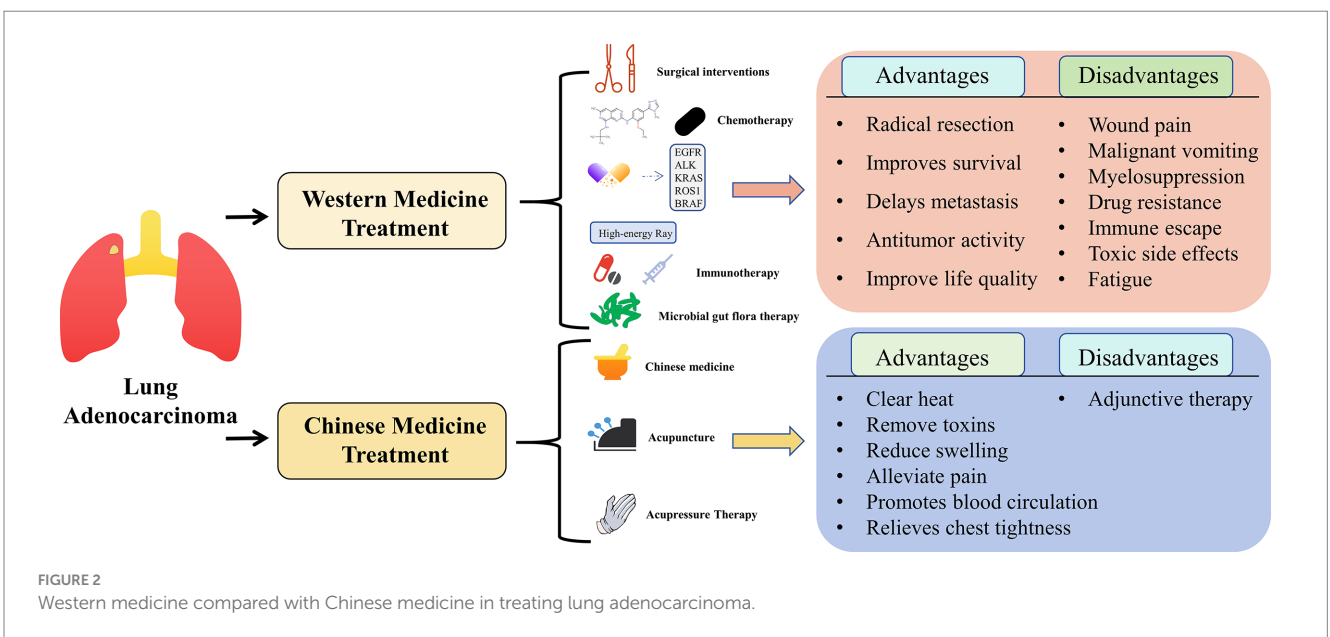 Lung
Adenocarcinoma
Western Medicine
Treatment
Chinese Medicine
Treatment
Surgical interventions
Chemotherapy
EGFR
ALK
KRAS
ROS1
BRAF
High-energy Ray
Immunotherapy
Microbial gut flora therapy
Chinese medicine
Acupuncture
Acupressure Therapy
Advantages
• Radical resection
• Improves survival
• Delays metastasis
• Antitumor activity
• Improve life quality
Disadvantages
• Wound pain
• Malignant vomiting
• Myelosuppression
• Drug resistance
• Immune escape
• Toxic side effects
• Fatigue
Advantages
• Clear heat
• Remove toxins
• Reduce swelling
• Alleviate pain
• Promotes blood circulation
• Relieves chest tightness
Disadvantages
• Adjunctive therapy
FIGURE 2
Western medicine compared with Chinese medicine in treating lung adenocarcinoma.